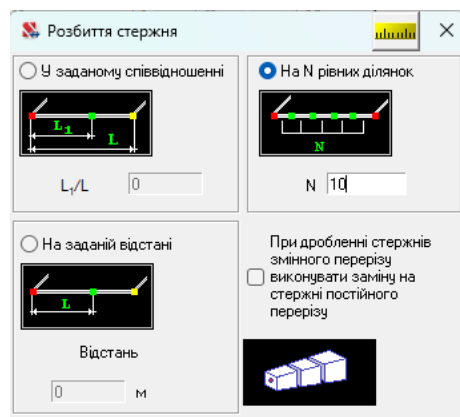 Розбиття стержня
У заданому співвідношенні
L₁
L
L₁/L 0
На N рівних ділянок
N
N 10
На заданій відстані
L
Відстань
0 м
При дробленні стержнів
змінного перерізу
виконувати заміну на
стержні постійного
перерізу